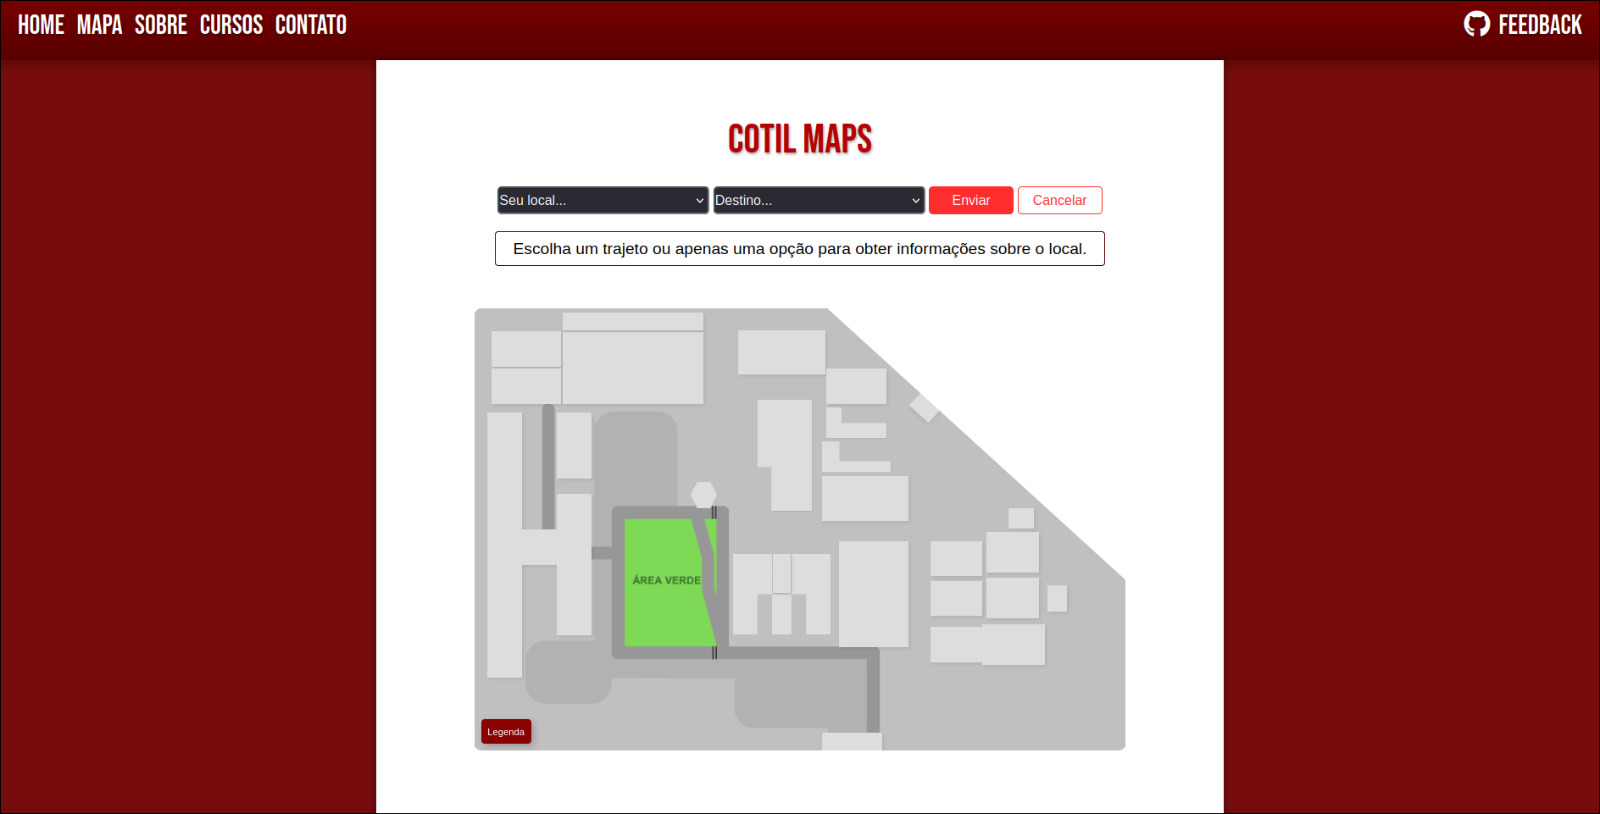 HOME MAPA SOBRE CURSOS CONTATO FEEDBACK
COTIL MAPS
Seu local... Destino... Enviar Cancelar
Escolha um trajeto ou apenas uma opção para obter informações sobre o local.
ÁREA VERDE
Legenda